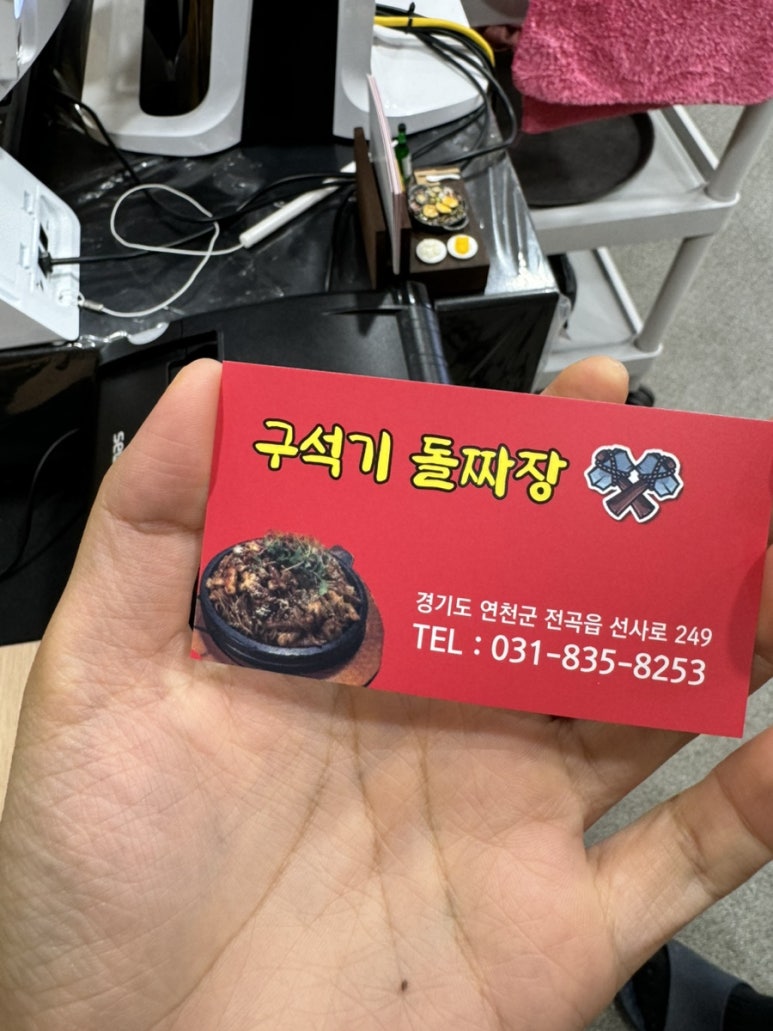 구석기 돌짜장
경기도 연천군 전곡읍 선사로 249
TEL : 031-835-8253